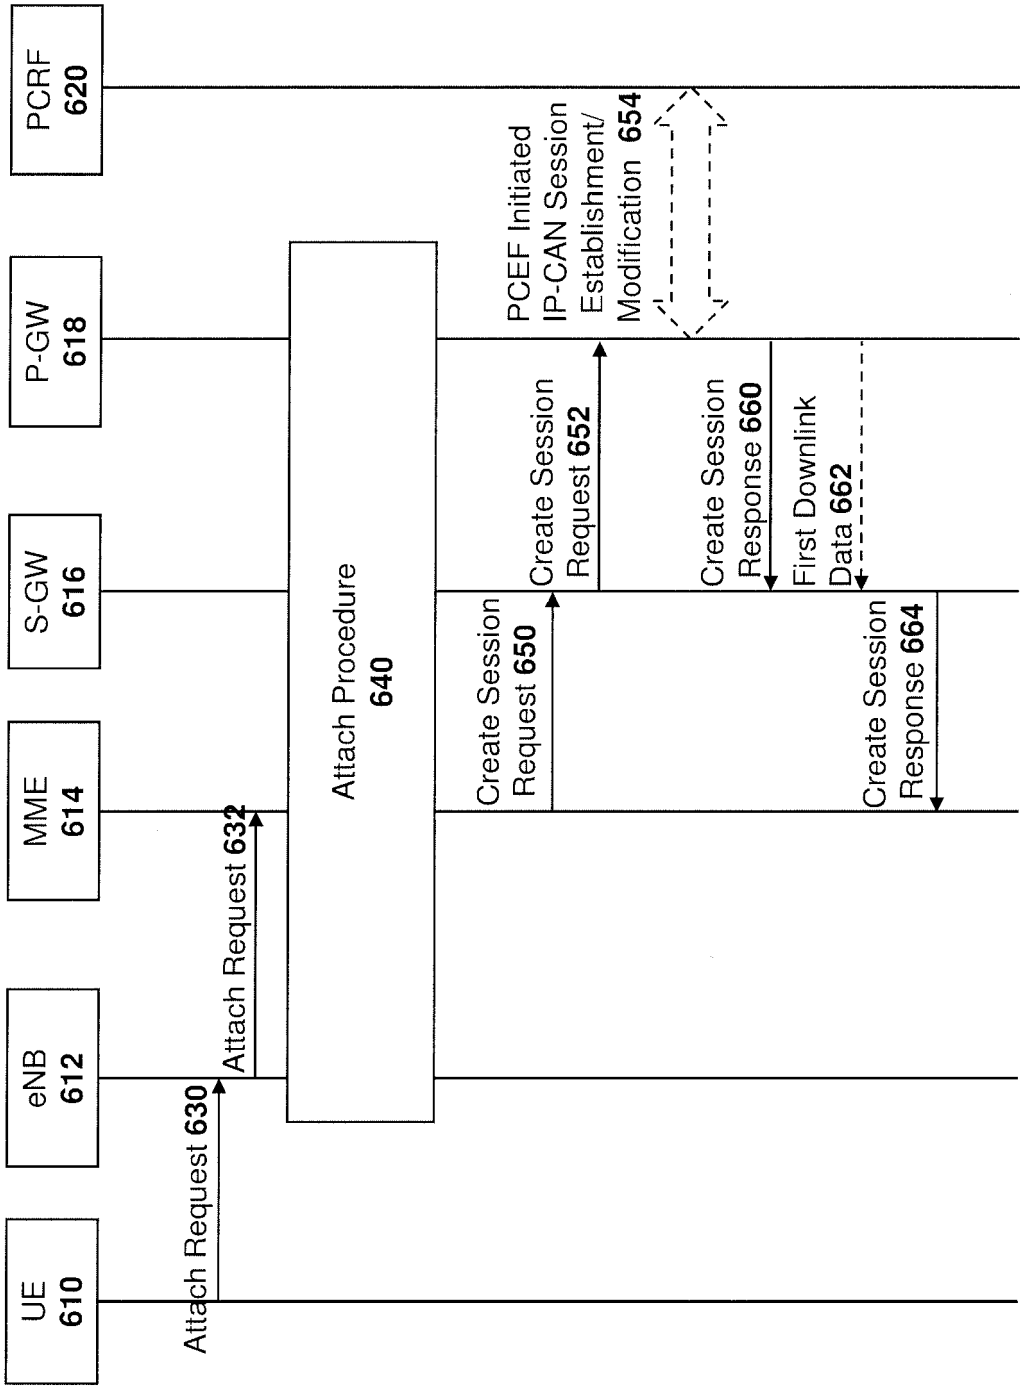 UE
610
eNB
612
MME
614
S-GW
616
P-GW
618
PCRF
620
Attach Request 630
Attach Request 632
Attach Procedure
640
Create Session
Request 650
Create Session
Request 652
PCEF Initiated
IP-CAN Session
Establishment/
Modification 654
Create Session
Response 660
First Downlink
Data 662
Create Session
Response 664